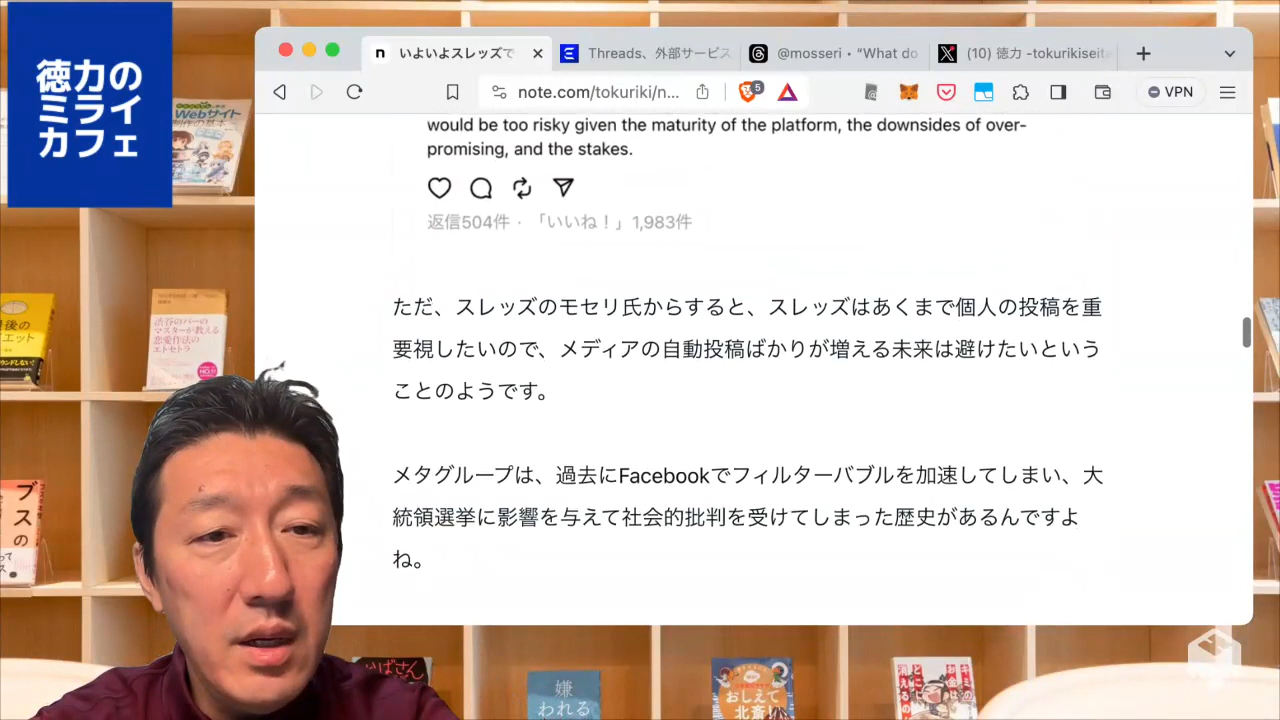 徳力の
ミライ
カフェ
いよいよスレッズで
Threads、外部サービス
@mosseri • “What do
(10) 徳力 -tokurikiseita
note.com/tokuriki/n...
5
VPN
would be too risky given the maturity of the platform, the downsides of over-
promising, and the stakes.
返信504件 · 「いいね！」1,983件
ただ、スレッズのモセリ氏からすると、スレッズはあくまで個人の投稿を重
要視したいので、メディアの自動投稿ばかりが増える未来は避けたいという
ことのようです。
メタグループは、過去にFacebookでフィルターバブルを加速してしまい、大
統領選挙に影響を与えて社会的批判を受けてしまった歴史があるんですよ
ね。
Webサイト
制作の基本
渋谷のバーの
マスターが教える
恋愛作法の
エトセトラ
ブスの
嫌
われる
おしえて
北斎!